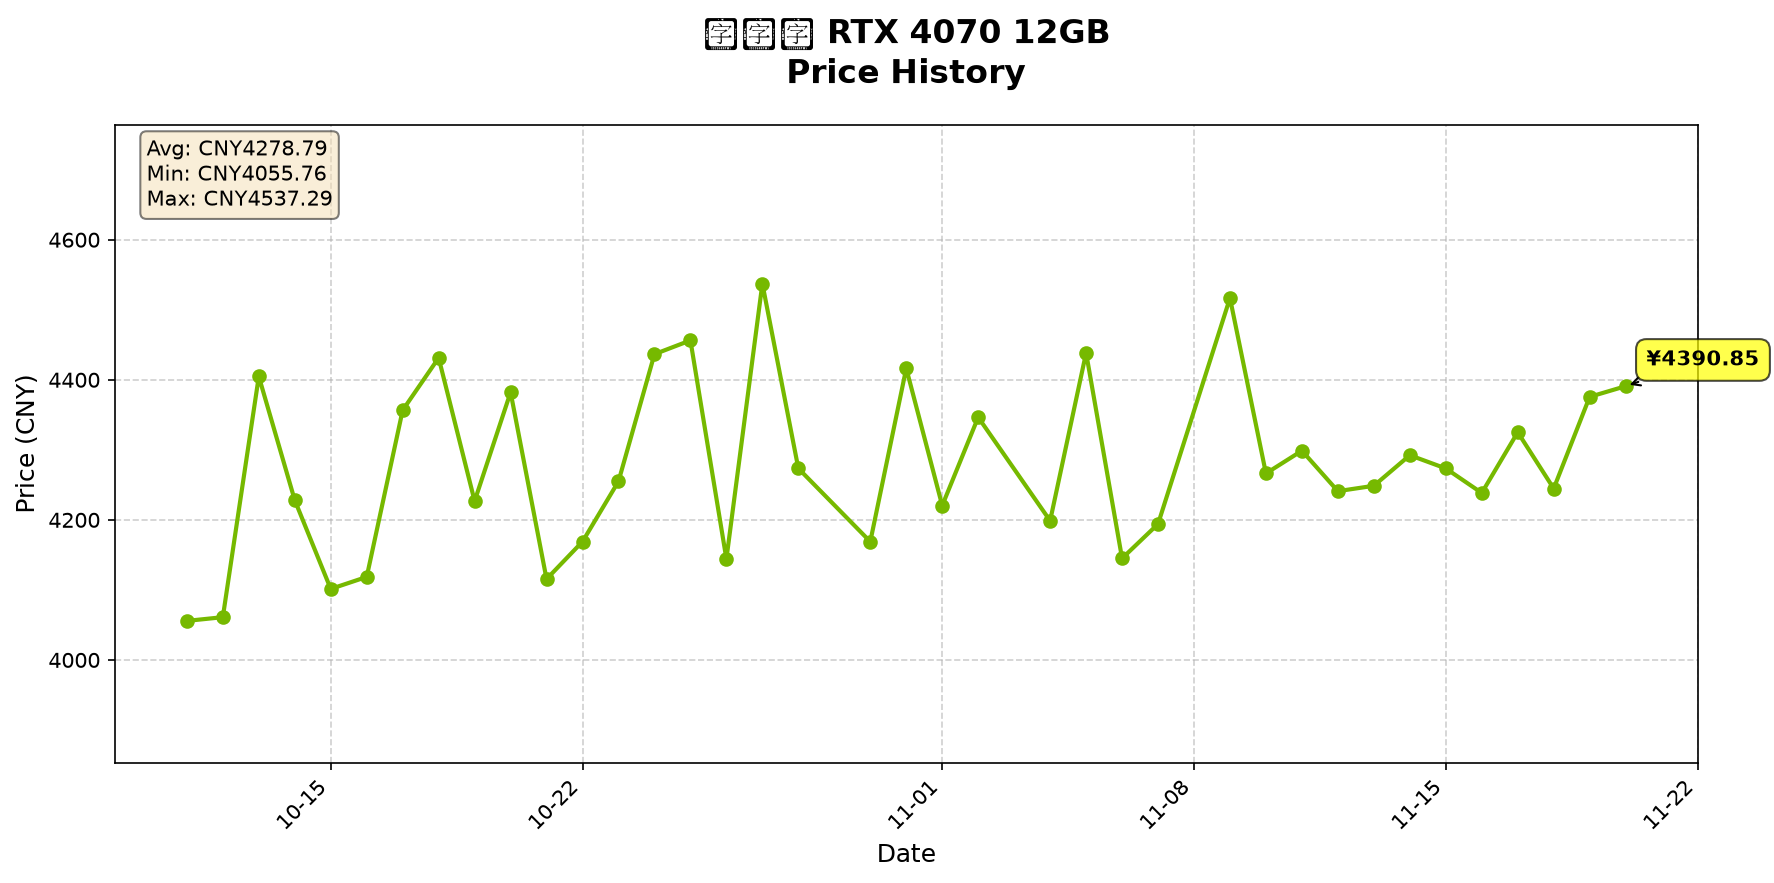 RTX 4070 12GB
Price History
Avg: CNY4278.79
Min: CNY4055.76
Max: CNY4537.29
4600
4400
4200
4000
Price (CNY)
¥4390.85
10-15
10-22
11-01
11-08
11-15
11-22
Date